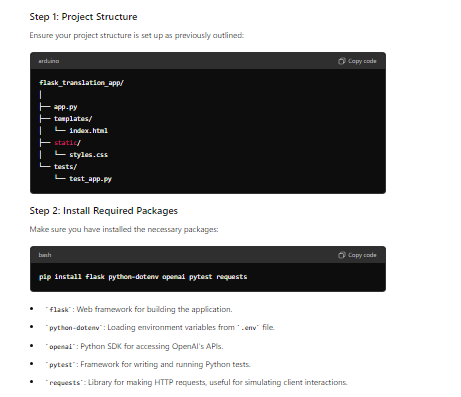 Step 1: Project Structure
Ensure your project structure is set up as previously outlined:
arduino
Copy code
flask_translation_app/
│
├── app.py
├── templates/
│   └── index.html
├── static/
│   └── styles.css
└── tests/
    └── test_app.py
Step 2: Install Required Packages
Make sure you have installed the necessary packages:
bash
Copy code
pip install flask python-dotenv openai pytest requests
• `flask`: Web framework for building the application.
• `python-dotenv`: Loading environment variables from `.env` file.
• `openai`: Python SDK for accessing OpenAI's APIs.
• `pytest`: Framework for writing and running Python tests.
• `requests`: Library for making HTTP requests, useful for simulating client interactions.